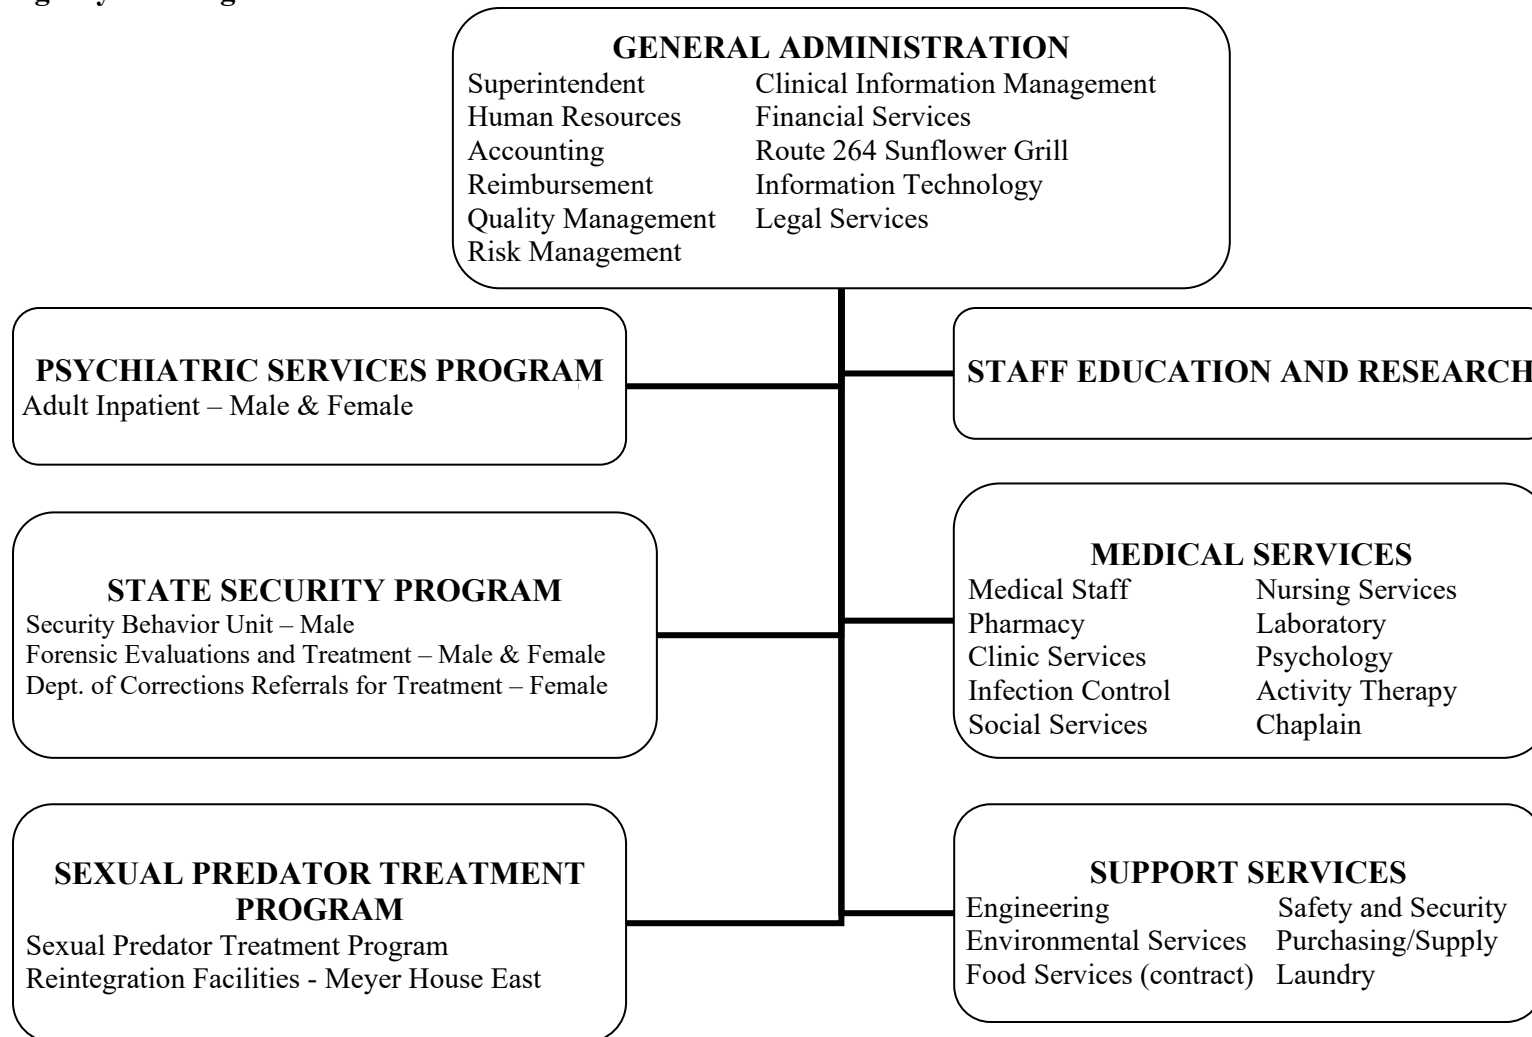 GENERAL ADMINISTRATION
Superintendent Clinical Information Management
Human Resources Financial Services
Accounting Route 264 Sunflower Grill
Reimbursement Information Technology
Quality Management Legal Services
Risk Management
PSYCHIATRIC SERVICES PROGRAM
Adult Inpatient – Male & Female
STAFF EDUCATION AND RESEARCH
STATE SECURITY PROGRAM
Security Behavior Unit – Male
Forensic Evaluations and Treatment – Male & Female
Dept. of Corrections Referrals for Treatment – Female
MEDICAL SERVICES
Medical Staff Nursing Services
Pharmacy Laboratory
Clinic Services Psychology
Infection Control Activity Therapy
Social Services Chaplain
SEXUAL PREDATOR TREATMENT
PROGRAM
Sexual Predator Treatment Program
Reintegration Facilities - Meyer House East
SUPPORT SERVICES
Engineering Safety and Security
Environmental Services Purchasing/Supply
Food Services (contract) Laundry